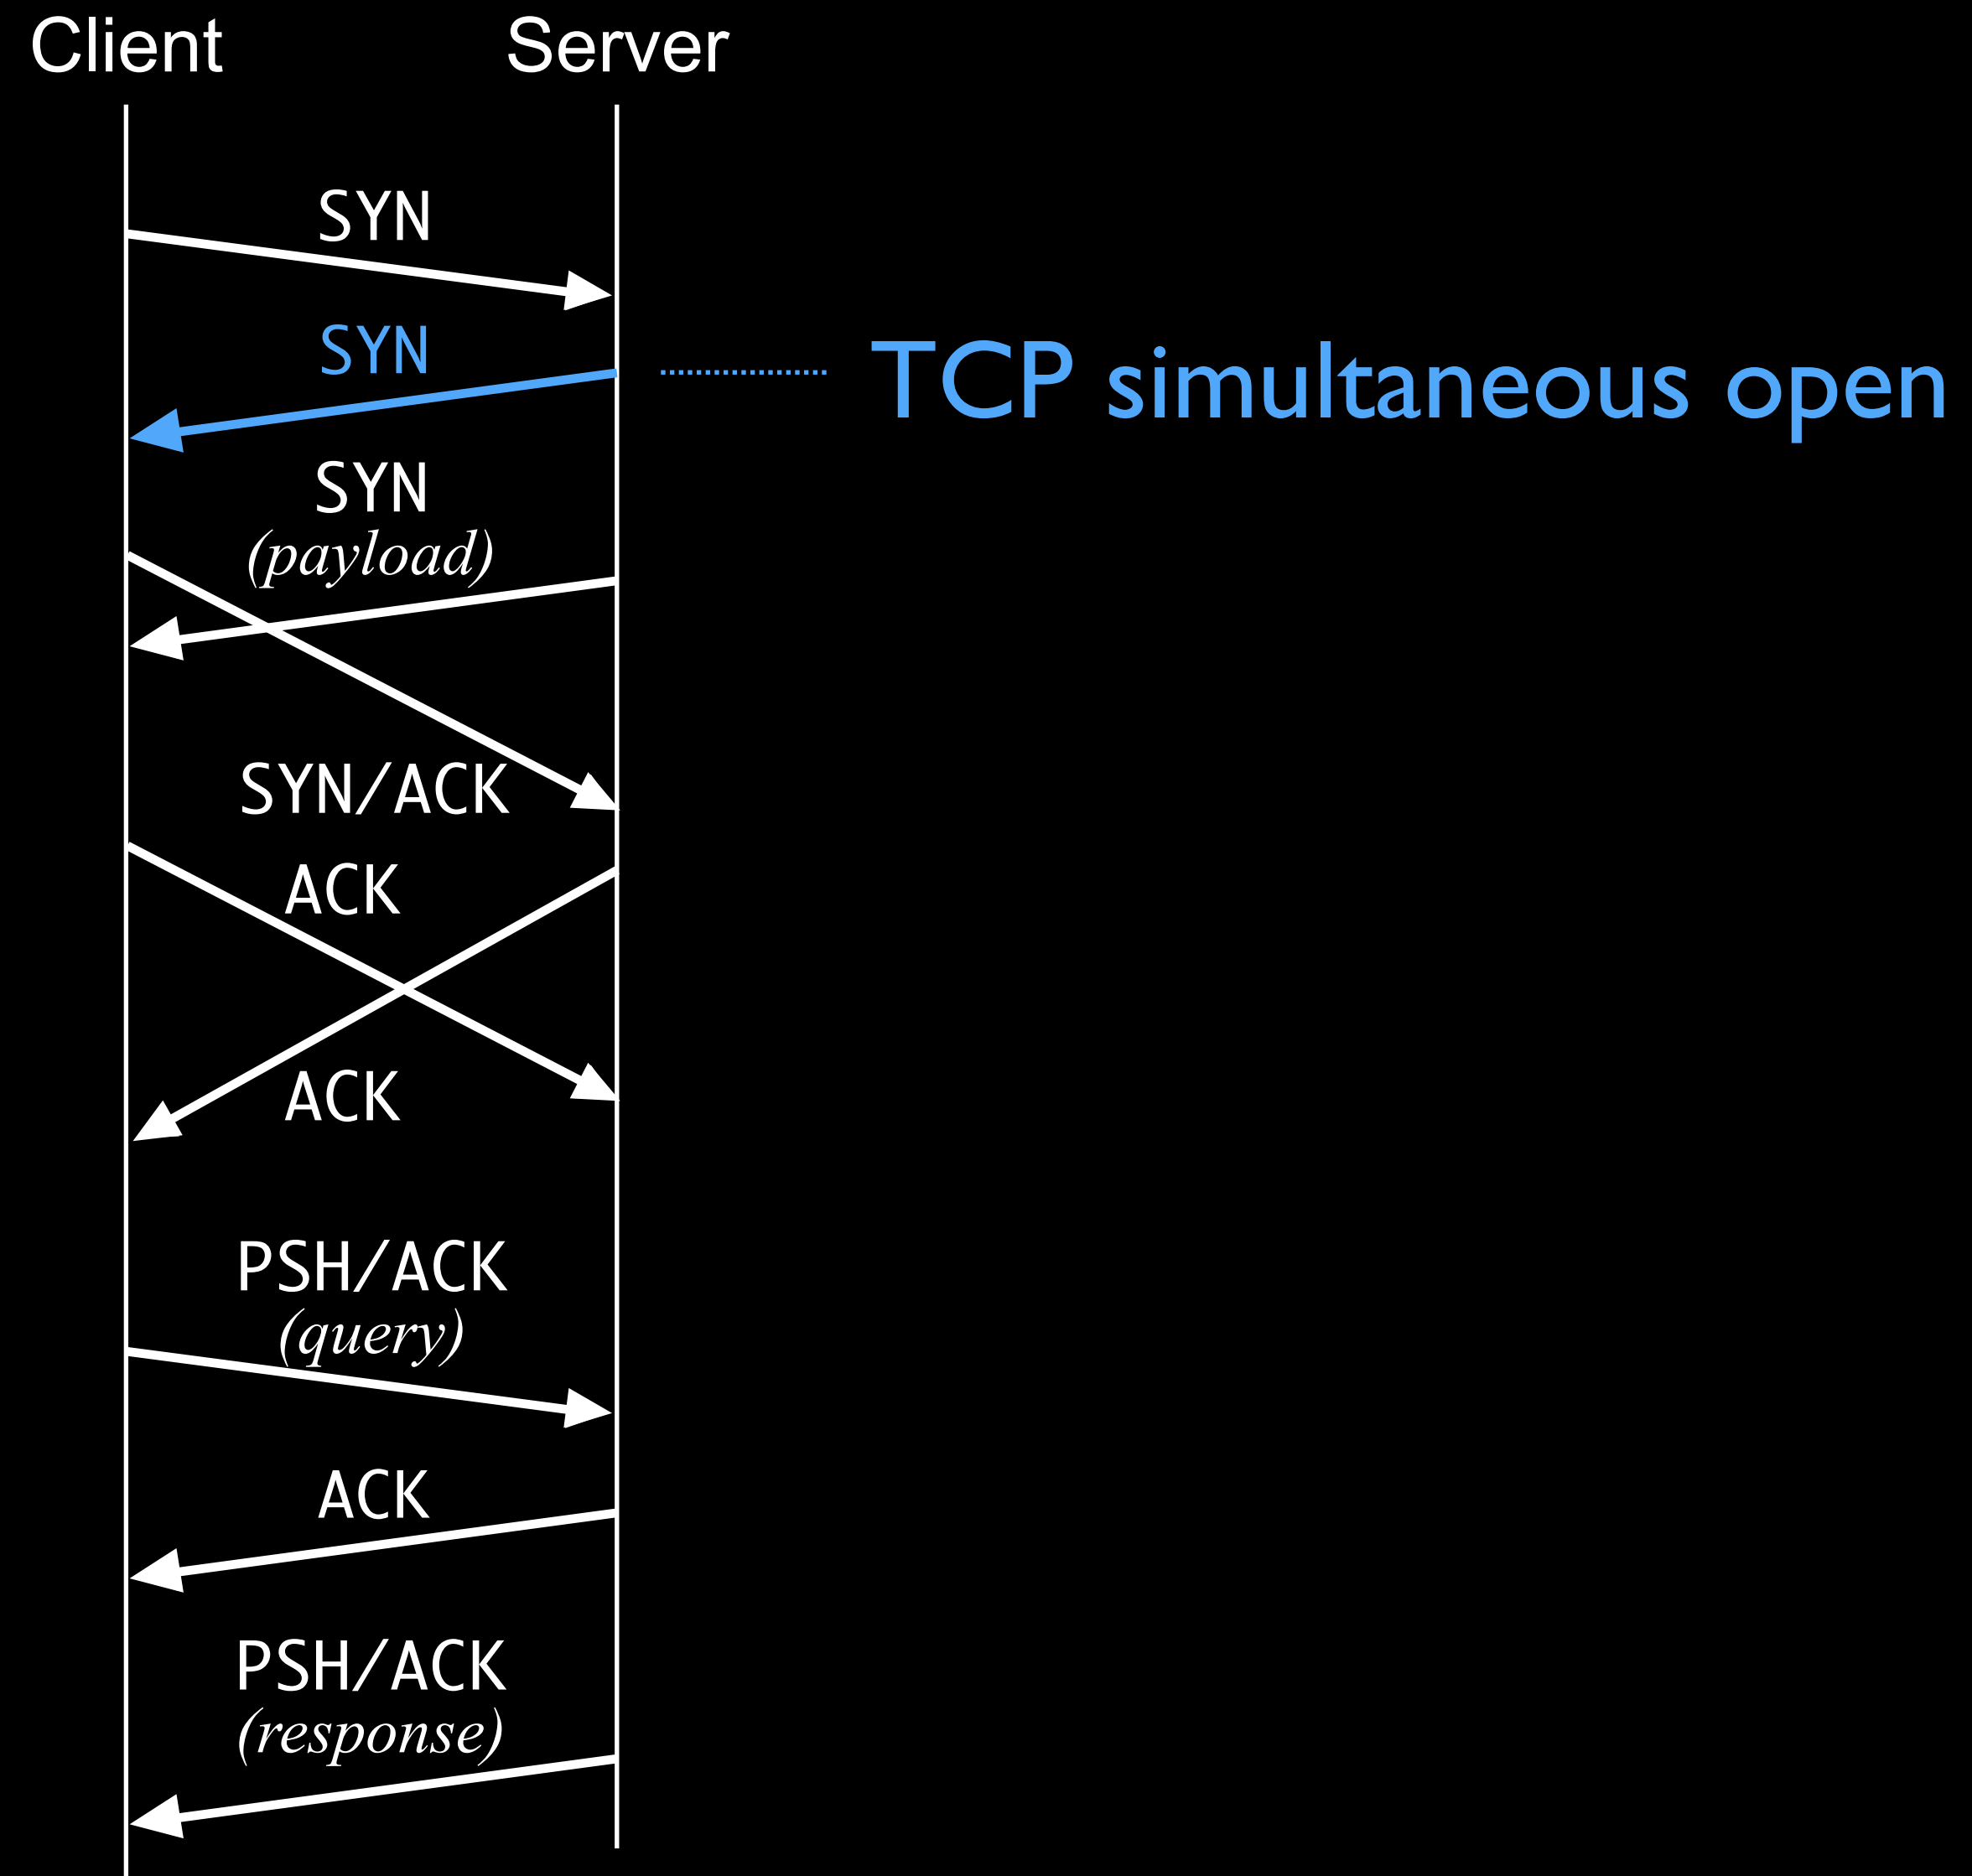 Client Server
SYN
SYN
TCP simultaneous open
SYN
(payload)
SYN/ACK
ACK
ACK
PSH/ACK
(query)
ACK
PSH/ACK
(response)